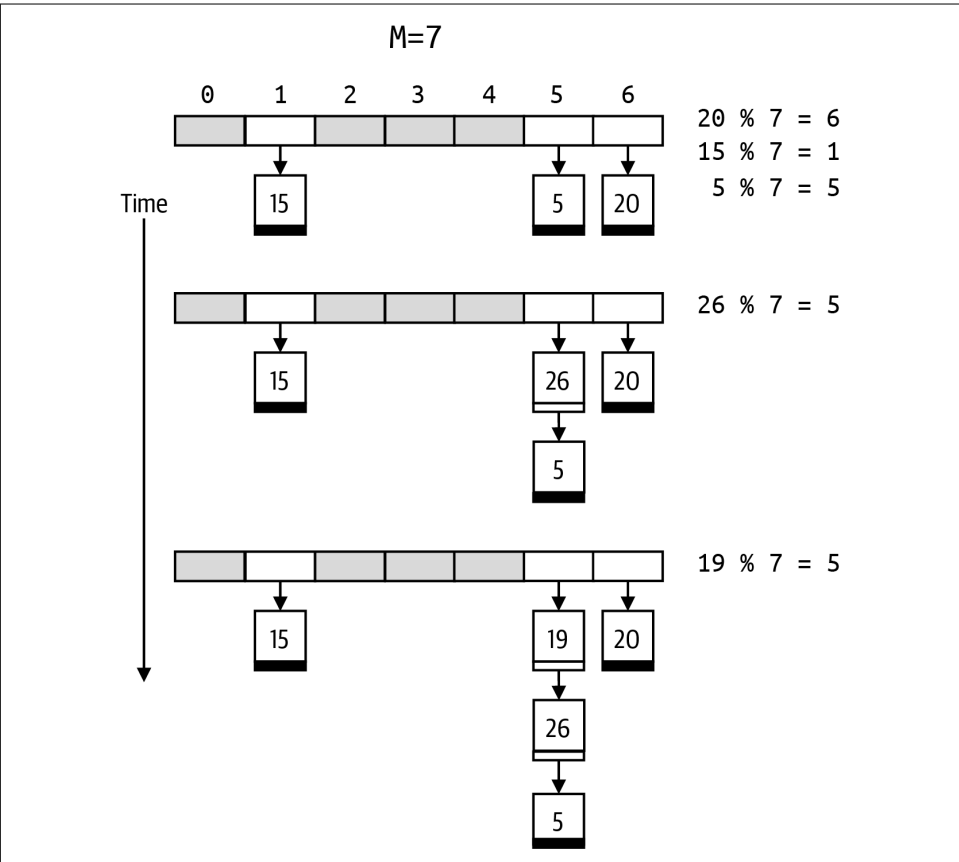 M=7
0 1 2 3 4 5 6
20 % 7 = 6
15 % 7 = 1
5 % 7 = 5
Time
15 5 20
26 % 7 = 5
15 26 20
5
19 % 7 = 5
15 19 20
26
5